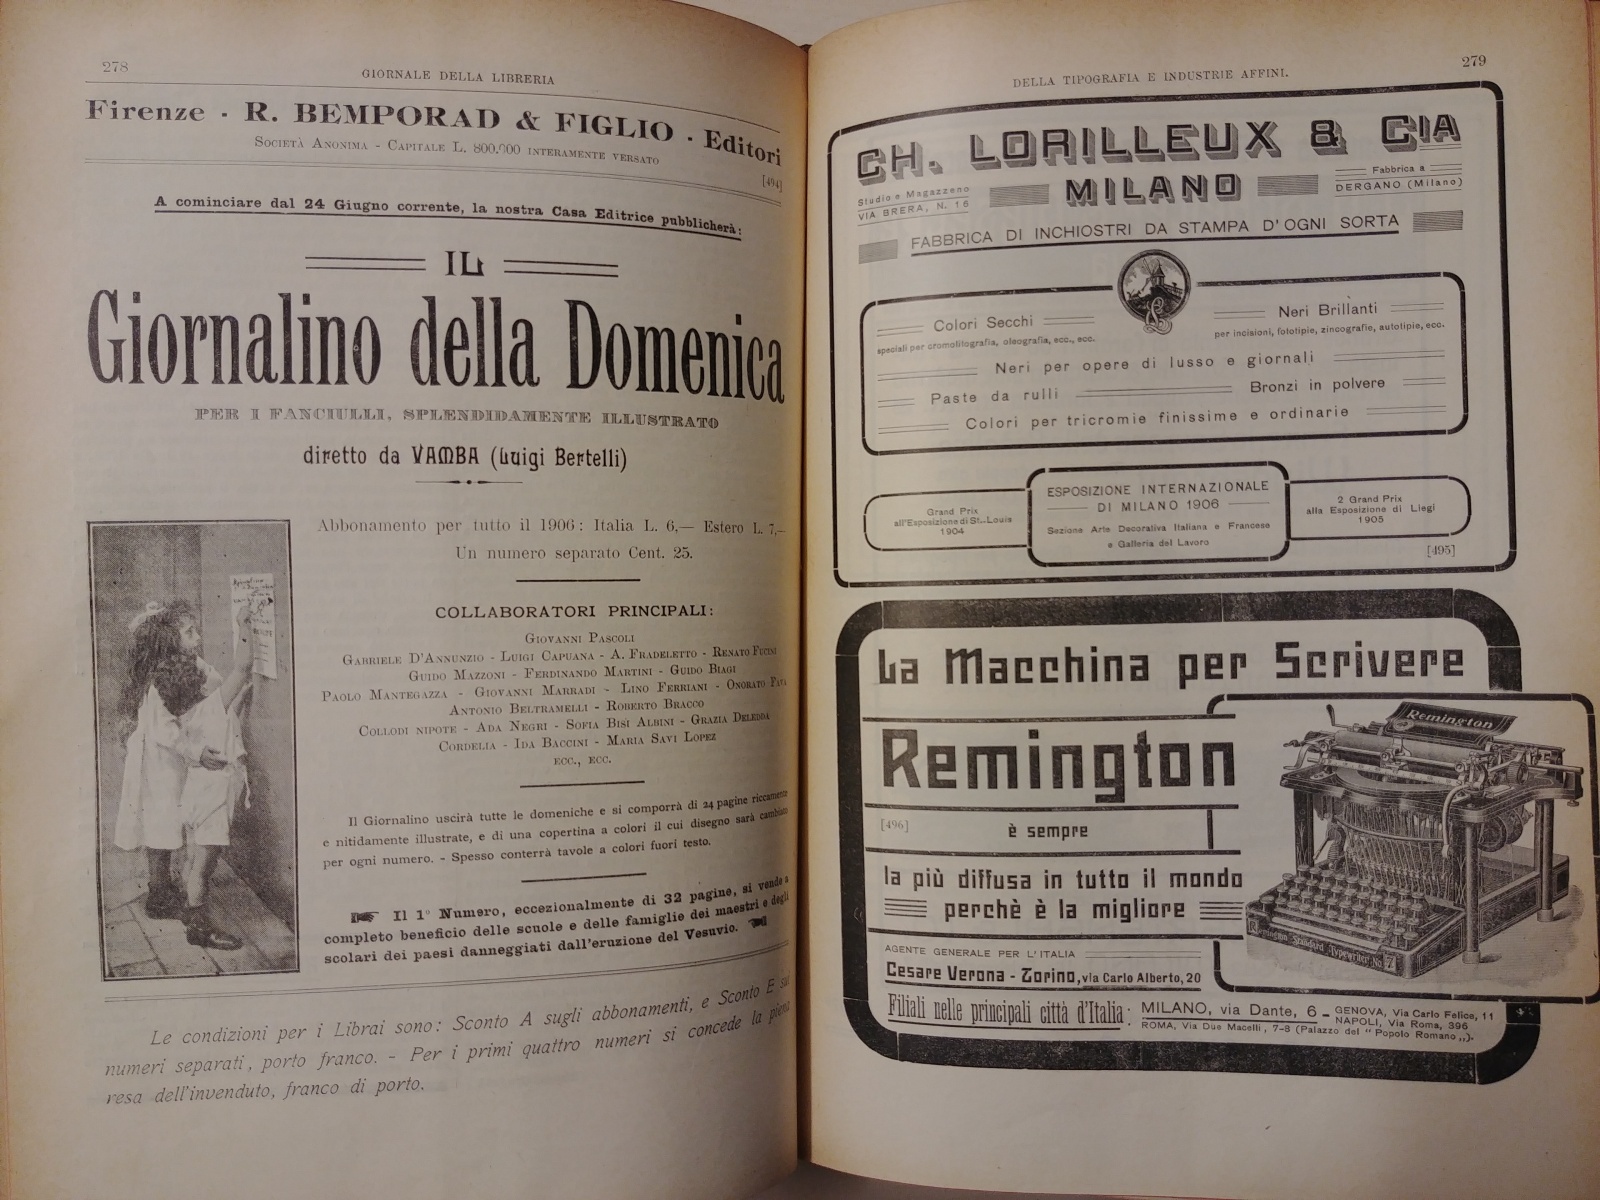 278
GIORNALE DELLA LIBRERIA
Firenze · R. BEMPORAD & FIGLIO · Editori
Società Anonima - Capitale L. 800.000 interamente versato
[494]
A cominciare dal 24 Giugno corrente, la nostra Casa Editrice pubblicherà:
IL
Giornalino della Domenica
PER I FANCIULLI, SPLENDIDAMENTE ILLUSTRATO
diretto da VAMBA (Luigi Bertelli)
Abbonamento per tutto il 1906: Italia L. 6,— Estero L. 7,—
Un numero separato Cent. 25.
COLLABORATORI PRINCIPALI:
Giovanni Pascoli
Gabriele D'Annunzio - Luigi Capuana - A. Fradeletto - Renato Fucini
Guido Mazzoni - Ferdinando Martini - Guido Biagi
Paolo Mantegazza - Giovanni Marradi - Lino Ferriani - Onorato Fava
Antonio Beltramelli - Roberto Bracco
Collodi nipote - Ada Negri - Sofia Bisi Albini - Grazia Deledda
Cordelia - Ida Baccini - Maria Savi Lopez
ecc., ecc.
Il Giornalino uscirà tutte le domeniche e si comporrà di 24 pagine riccamente
e nitidamente illustrate, e di una copertina a colori il cui disegno sarà cambiato
per ogni numero. - Spesso conterrà tavole a colori fuori testo.
Il 1° Numero, eccezionalmente di 32 pagine, si vende a
completo beneficio delle scuole e delle famiglie dei maestri e degli
scolari dei paesi danneggiati dall'eruzione del Vesuvio.
Le condizioni per i Librai sono: Sconto A sugli abbonamenti, e Sconto E sui
numeri separati, porto franco. - Per i primi quattro numeri si concede la piena
resa dell'invenduto, franco di porto.
279
DELLA TIPOGRAFIA E INDUSTRIE AFFINI.
CH. LORILLEUX & CIA
Studio e Magazzeno
VIA BRERA, N. 16
MILANO
Fabbrica a
DERGANO (Milano)
FABBRICA DI INCHIOSTRI DA STAMPA D'OGNI SORTA
Colori Secchi
speciali per cromolitografia, oleografia, ecc., ecc.
Neri Brillanti
per incisioni, fototipie, zincografie, autotipie, ecc.
Neri per opere di lusso e giornali
Paste da rulli
Bronzi in polvere
Colori per tricromie finissime e ordinarie
Grand Prix
all'Esposizione di St. Louis
1904
ESPOSIZIONE INTERNAZIONALE
DI MILANO 1906
Sezione Arte Decorativa Italiana e Francese
e Galleria del Lavoro
2 Grand Prix
alla Esposizione di Liegi
1905
[495]
La Macchina per Scrivere
Remington
Remington
[496]
è sempre
la più diffusa in tutto il mondo
perchè è la migliore
Remington Standard Typewriter No. 7
AGENTE GENERALE PER L'ITALIA
Cesare Verona - Torino, via Carlo Alberto, 20
Filiali nelle principali città d'Italia: MILANO, via Dante, 6 - GENOVA, Via Carlo Felice, 11
NAPOLI, Via Roma, 396
ROMA, Via Due Macelli, 7-8 (Palazzo del "Popolo Romano„).